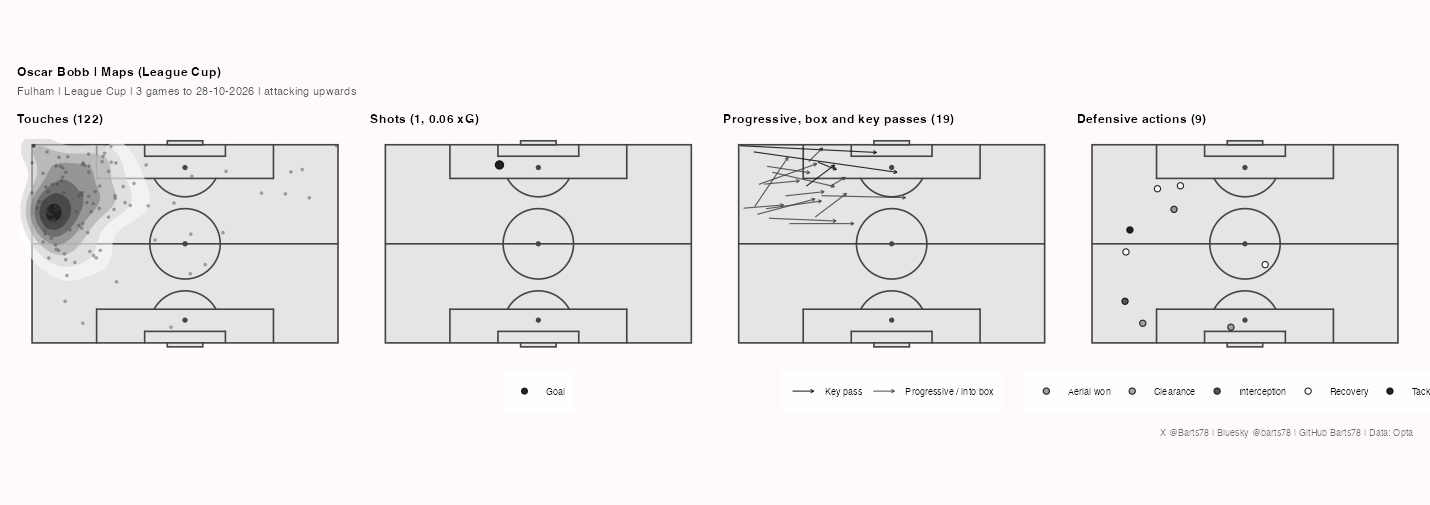 Oscar Bobb | Maps (League Cup)
Fulham | League Cup | 3 games to 28-10-2026 | attacking upwards
Touches (122)
Shots (1, 0.06 xG)
Progressive, box and key passes (19)
Defensive actions (9)
Goal
Key pass
Progressive / into box
Aerial won
Clearance
Interception
Recovery
Tack
X @Barts78 | Bluesky @barts78 | GitHub Barts78 | Data: Opta